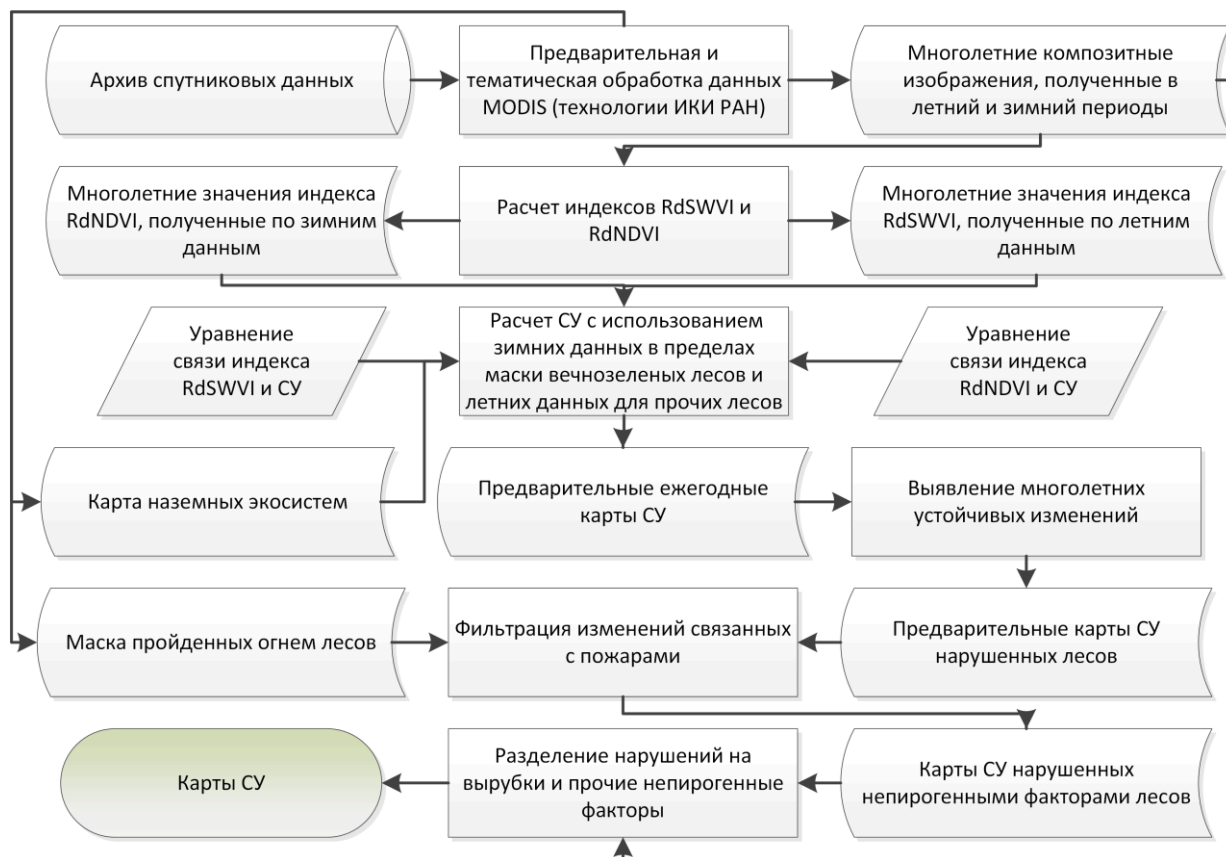 Архив спутниковых данных
Предварительная и
тематическая обработка данных
MODIS (технологии ИКИ РАН)
Многолетние композитные
изображения, полученные в
летний и зимний периоды
Многолетние значения индекса
RdNDVI, полученные по зимним
данным
Расчет индексов RdSWVI и
RdNDVI
Многолетние значения индекса
RdSWVI, полученные по летним
данным
Уравнение
связи индекса
RdSWVI и СУ
Расчет СУ с использованием
зимних данных в пределах
маски вечнозеленых лесов и
летних данных для прочих лесов
Уравнение
связи индекса
RdNDVI и СУ
Карта наземных экосистем
Предварительные ежегодные
карты СУ
Выявление многолетних
устойчивых изменений
Маска пройденных огнем лесов
Фильтрация изменений связанных
с пожарами
Предварительные карты СУ
нарушенных лесов
Карты СУ
Разделение нарушений на
вырубки и прочие непирогенные
факторы
Карты СУ нарушенных
непирогенными факторами лесов